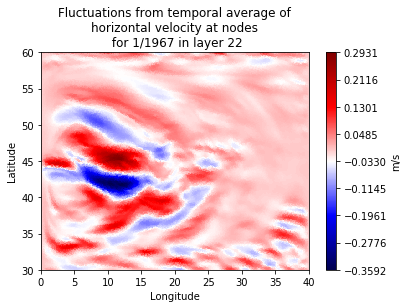 Fluctuations from temporal average of
horizontal velocity at nodes
for 1/1967 in layer 22
60
55
50
45
40
35
30
Latitude
0 5 10 15 20 25 30 35 40
Longitude
0.2931
0.2116
0.1301
0.0485
−0.0330
−0.1145
−0.1961
−0.2776
−0.3592
m/s